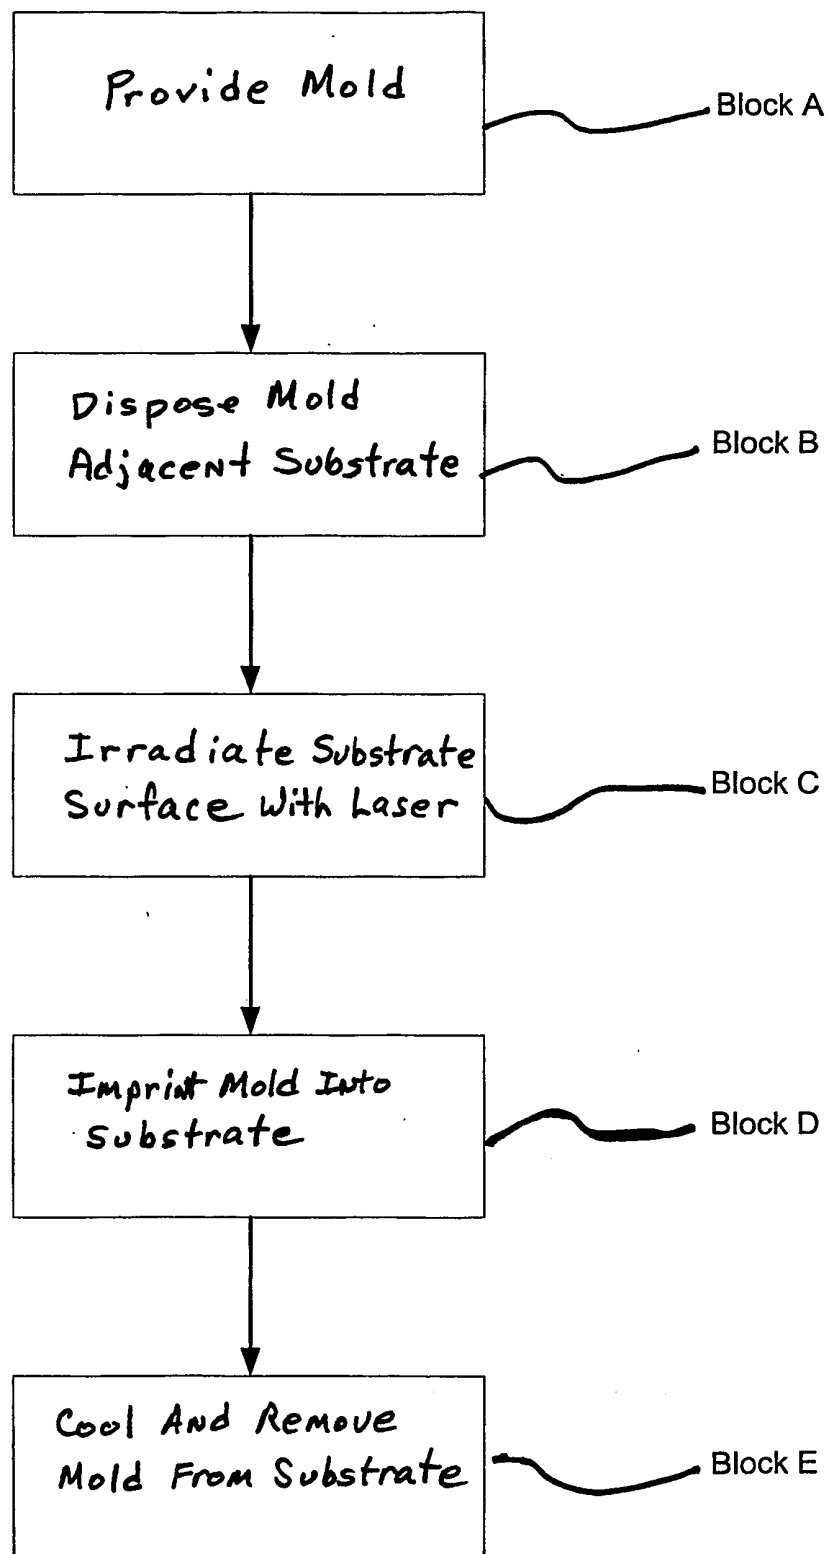 Provide Mold
Block A
Dispose Mold
Adjacent Substrate
Block B
Irradiate Substrate
Surface With Laser
Block C
Imprint Mold Into
Substrate
Block D
Cool And Remove
Mold From Substrate
Block E